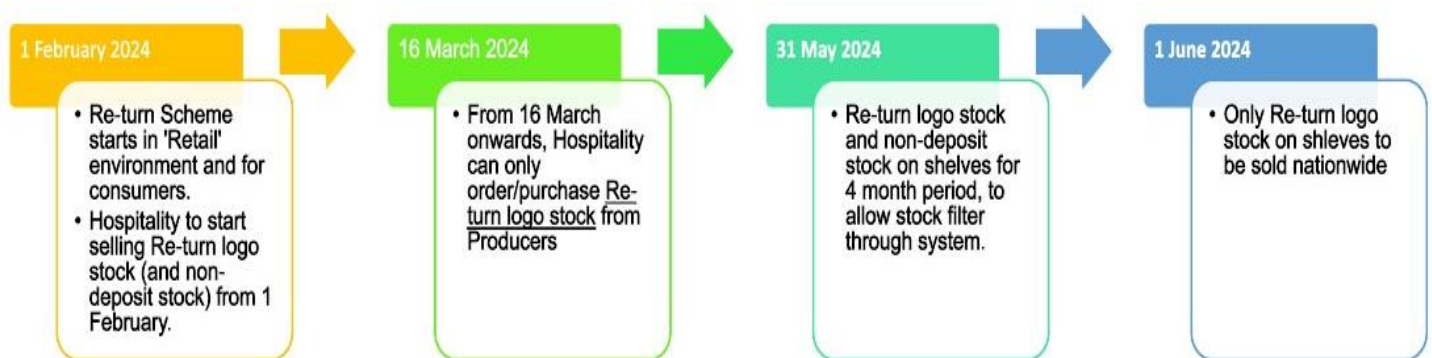 1 February 2024
• Re-turn Scheme
starts in 'Retail'
environment and for
consumers.
• Hospitality to start
selling Re-turn logo
stock (and non-
deposit stock) from 1
February.
16 March 2024
• From 16 March
onwards, Hospitality
can only
order/purchase Re-
turn logo stock from
Producers
31 May 2024
• Re-turn logo stock
and non-deposit
stock on shelves for
4 month period, to
allow stock filter
through system.
1 June 2024
• Only Re-turn logo
stock on shleves to
be sold nationwide